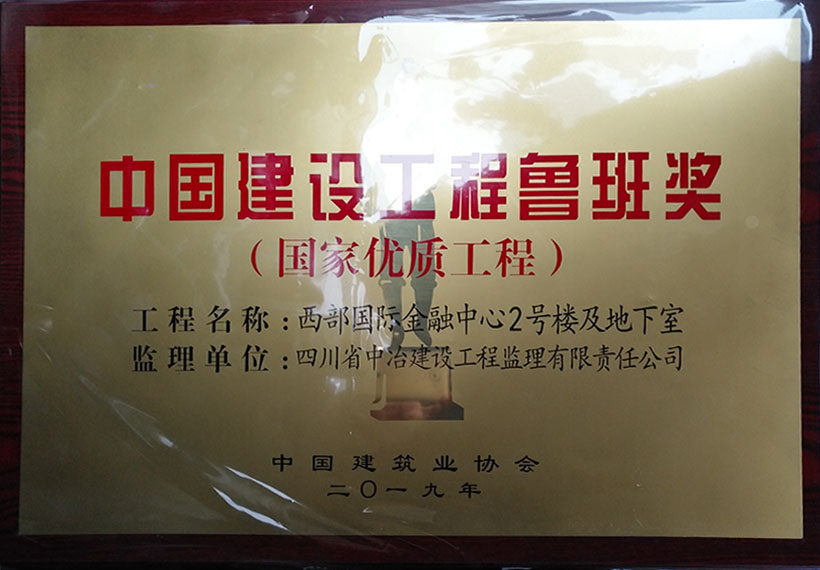 中国建设工程鲁班奖
（国家优质工程）
工程名称：西部国际金融中心2号楼及地下室
监理单位：四川省中冶建设工程监理有限责任公司
中国建筑业协会
二〇一九年